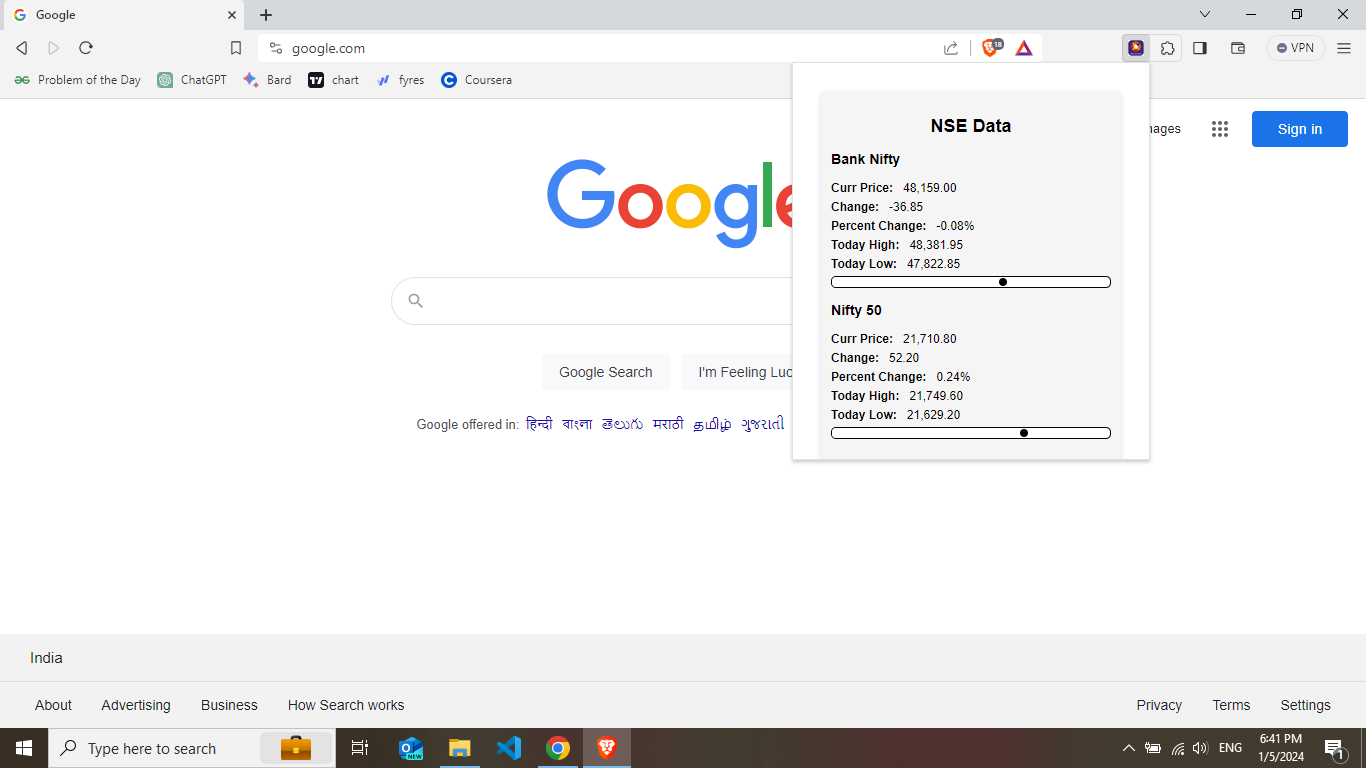 Google
google.com
18
VPN
Problem of the Day
ChatGPT
Bard
chart
fyres
Coursera
Sign in
Google
Google Search
Google offered in: हिन्दी বাংলা తెలుగు मराठी தமிழ் ગુજરાતી
NSE Data
Bank Nifty
Curr Price: 48,159.00
Change: -36.85
Percent Change: -0.08%
Today High: 48,381.95
Today Low: 47,822.85
Nifty 50
Curr Price: 21,710.80
Change: 52.20
Percent Change: 0.24%
Today High: 21,749.60
Today Low: 21,629.20
India
About Advertising Business How Search works
Privacy Terms Settings
Type here to search
NEW
ENG
6:41 PM
1/5/2024
1